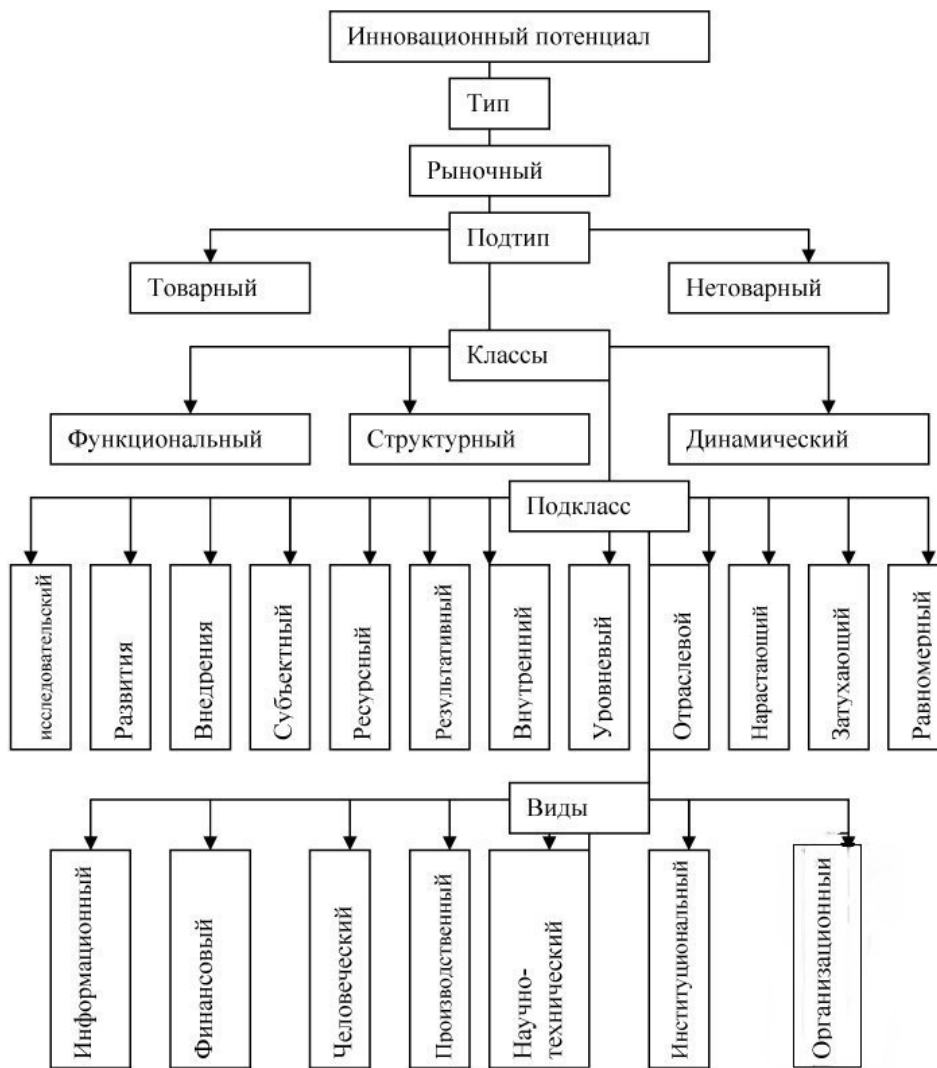 Инновационный потенциал
Тип
Рыночный
Подтип
Товарный
Нетоварный
Классы
Функциональный
Структурный
Динамический
Подкласс
исследовательский
Развития
Внедрения
Субъектный
Ресурсный
Результативный
Внутренний
Уровневый
Отраслевой
Нарастающий
Затухающий
Равномерный
Виды
Информационный
Финансовый
Человеческий
Производственный
Научно-
технический
Институциональный
Организационныи